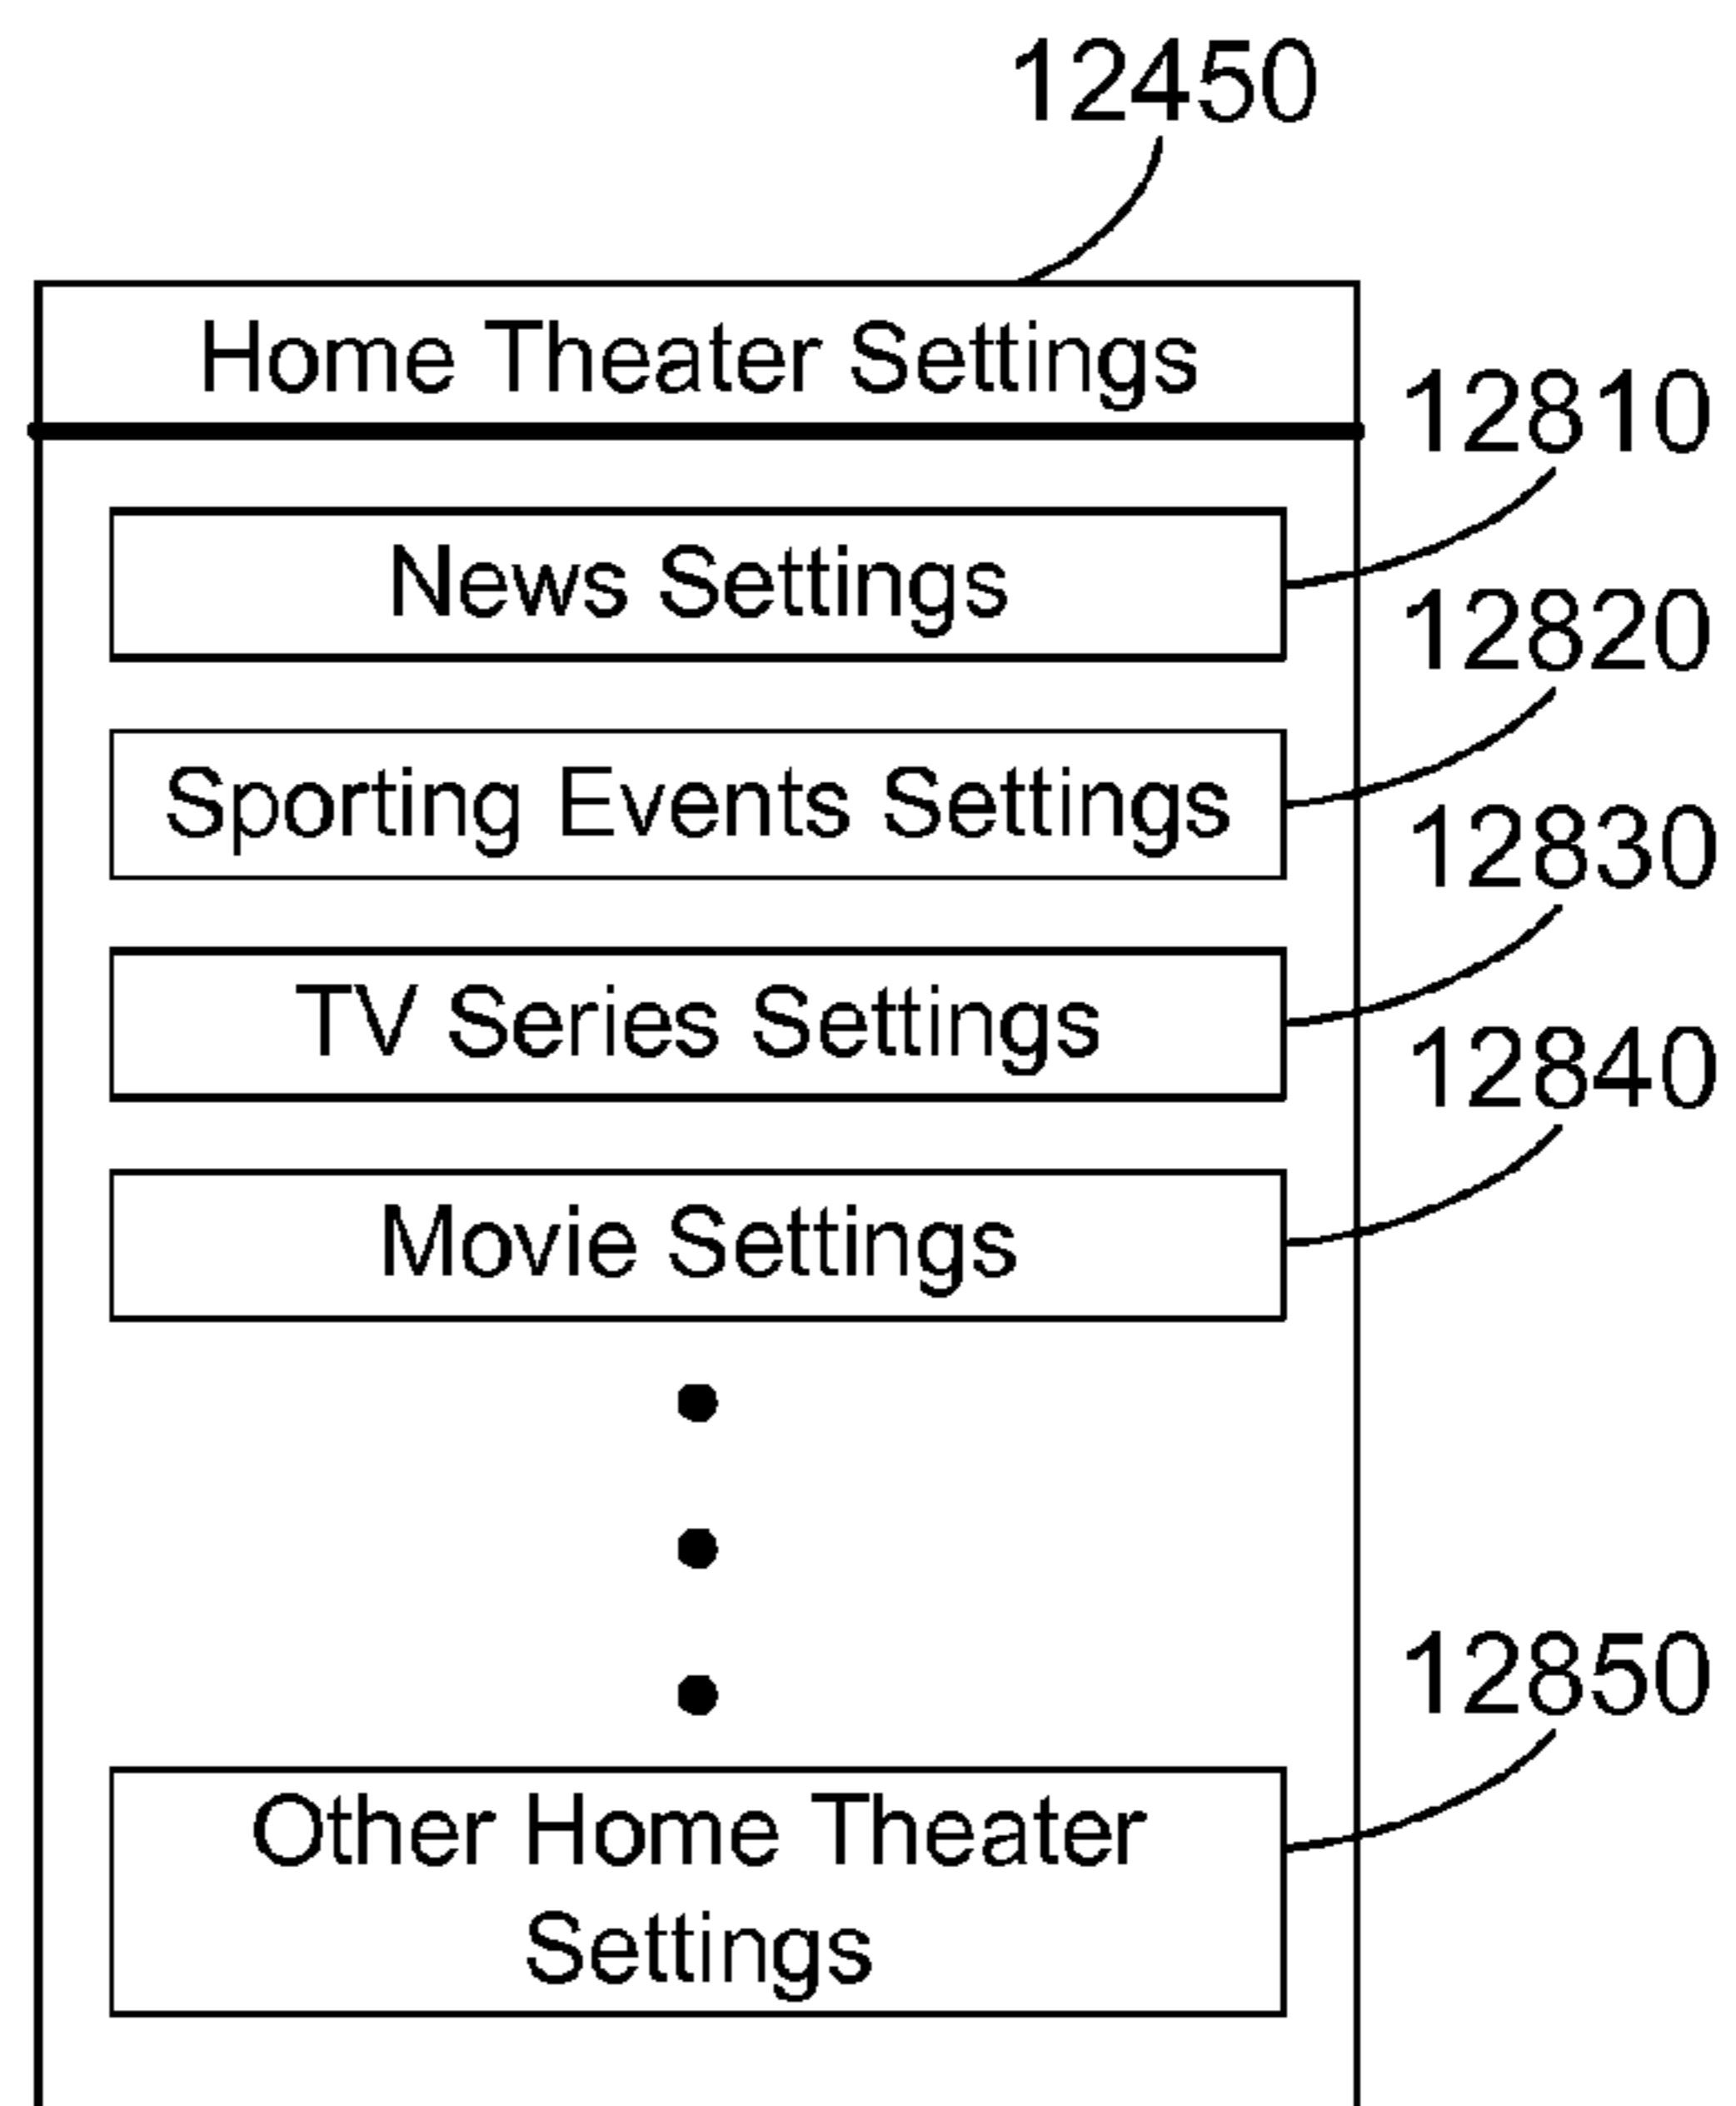 12450
Home Theater Settings
12810
News Settings
12820
Sporting Events Settings
12830
TV Series Settings
12840
Movie Settings
12850
Other Home Theater
Settings